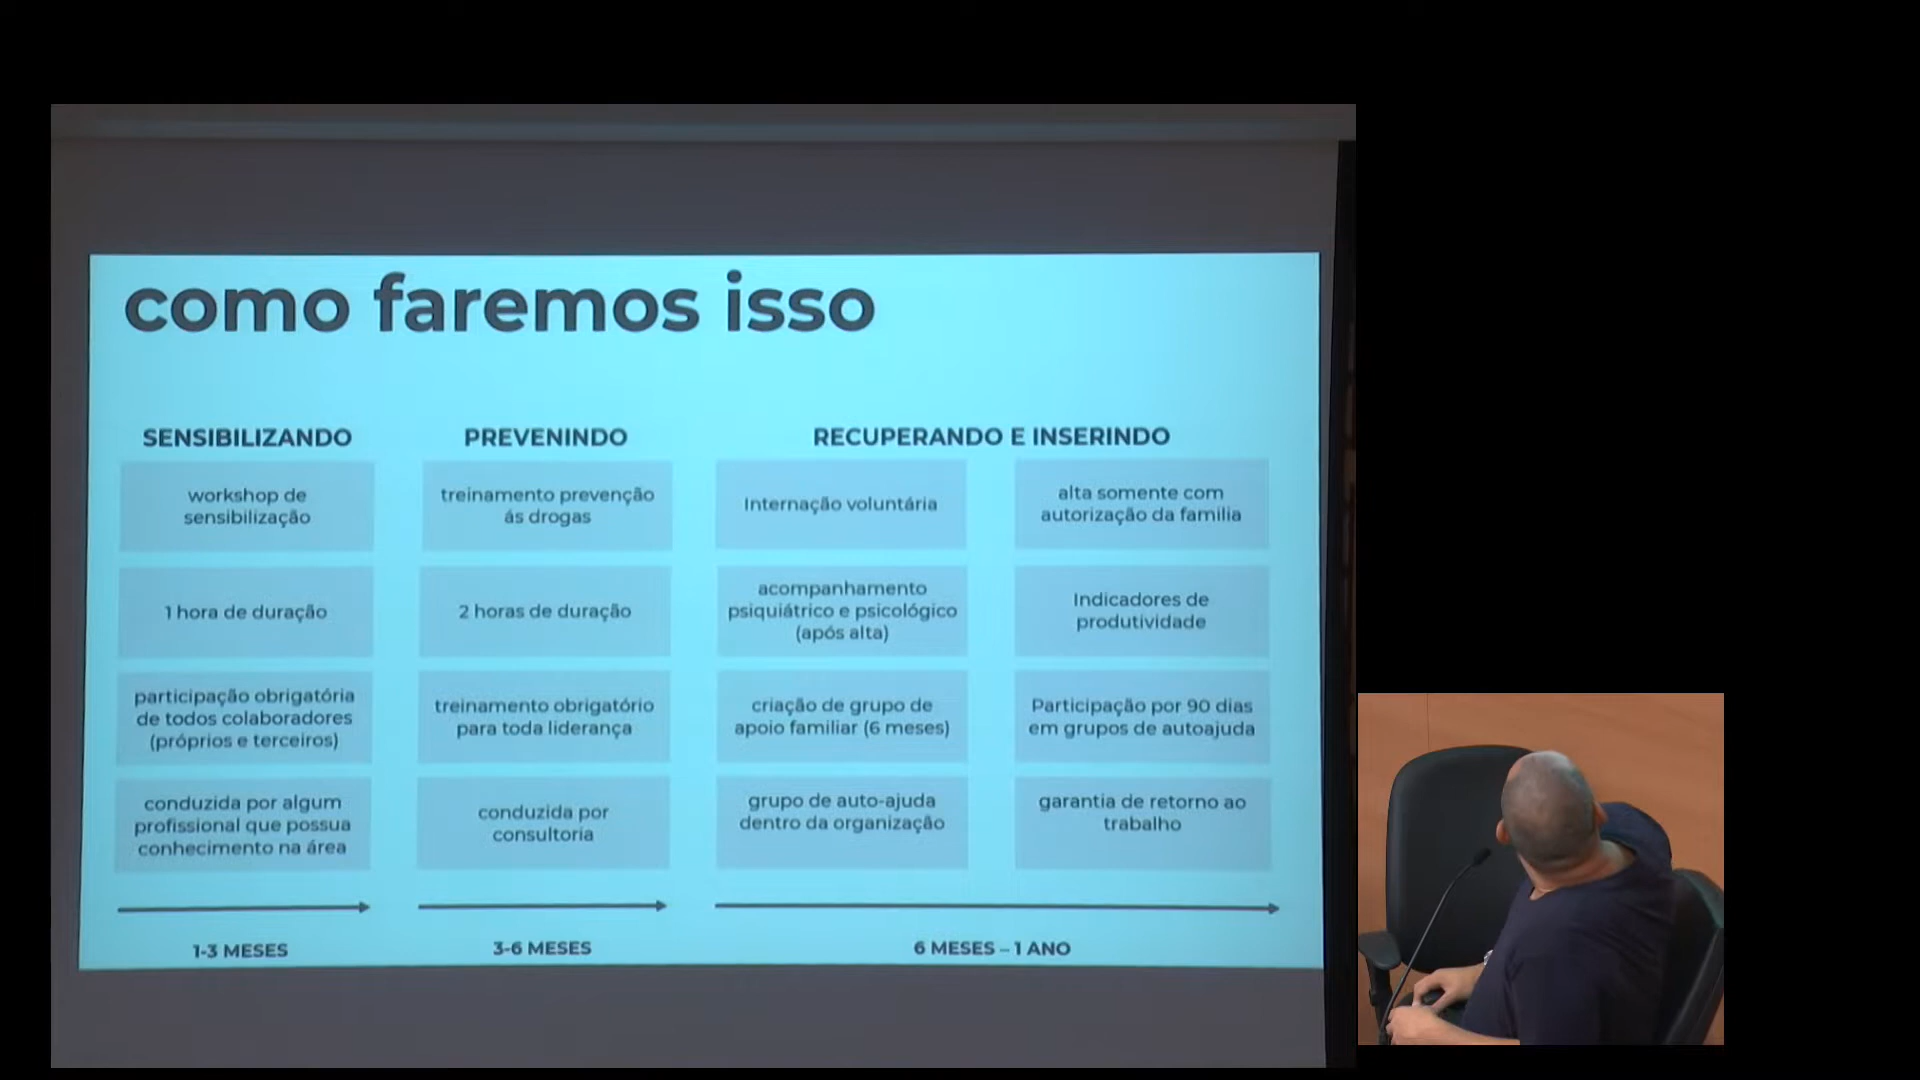 como faremos isso
SENSIBILIZANDO
workshop de
sensibilização
1 hora de duração
participação obrigatória
de todos colaboradores
(próprios e terceiros)
conduzida por algum
profissional que possua
conhecimento na área
1-3 MESES
PREVENINDO
treinamento prevenção
ás drogas
2 horas de duração
treinamento obrigatório
para toda liderança
conduzida por
consultoria
3-6 MESES
RECUPERANDO E INSERINDO
Internação voluntária
acompanhamento
psiquiátrico e psicológico
(após alta)
criação de grupo de
apoio familiar (6 meses)
grupo de auto-ajuda
dentro da organização
alta somente com
autorização da familia
Indicadores de
produtividade
Participação por 90 dias
em grupos de autoajuda
garantia de retorno ao
trabalho
6 MESES – 1 ANO